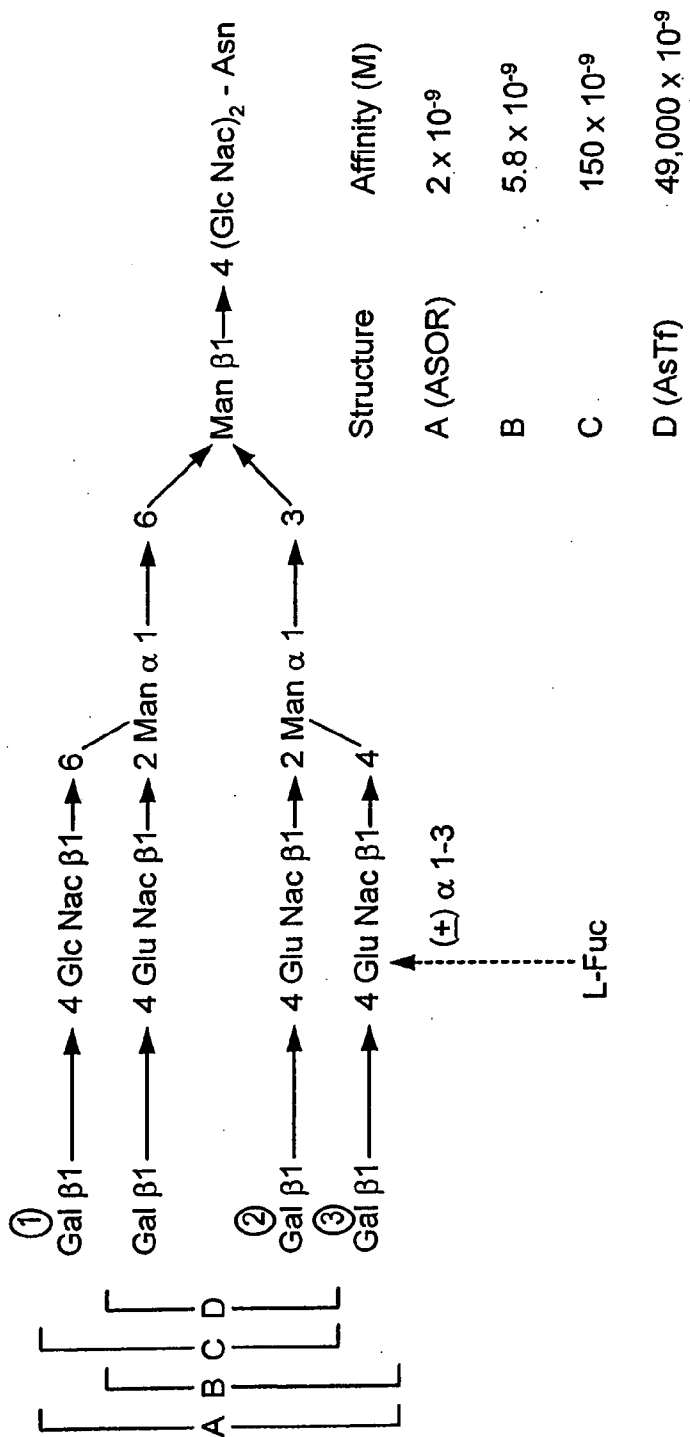 ①
Gal β1 4 Glc Nac β1 6
Gal β1 4 Glu Nac β1 2 Man α 1 6
Man β1 4 (Glc Nac)₂ - Asn
②
Gal β1 4 Glu Nac β1 2 Man α 1 3
③
Gal β1 4 Glu Nac β1 4
(±) α 1-3
L-Fuc
A B C D
Structure Affinity (M)
A (ASOR) 2 x 10⁻⁹
B 5.8 x 10⁻⁹
C 150 x 10⁻⁹
D (AsTf) 49,000 x 10⁻⁹